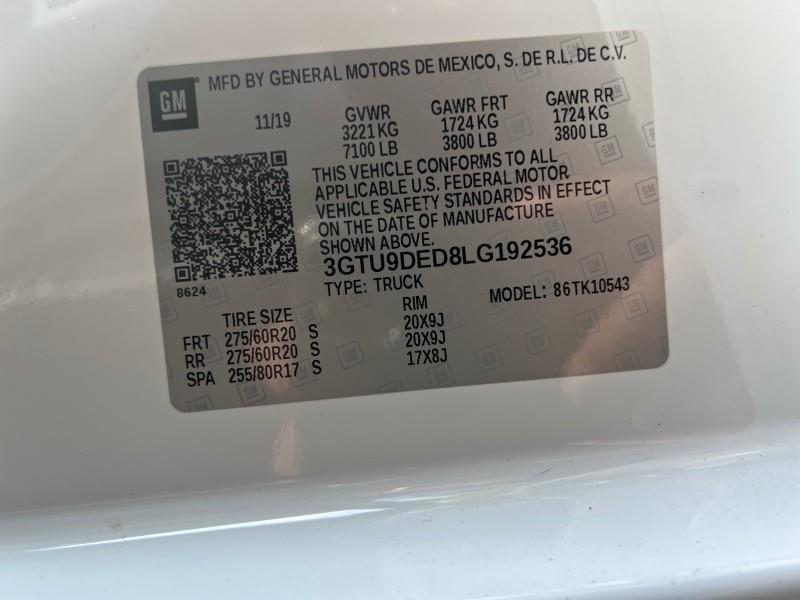 GM MFD BY GENERAL MOTORS DE MEXICO, S. DE R.L. DE C.V.
11/19 GVWR GAWR FRT GAWR RR
3221 KG 1724 KG 1724 KG
7100 LB 3800 LB 3800 LB
THIS VEHICLE CONFORMS TO ALL
APPLICABLE U.S. FEDERAL MOTOR
VEHICLE SAFETY STANDARDS IN EFFECT
ON THE DATE OF MANUFACTURE
SHOWN ABOVE.
3GTU9DED8LG192536
8624
TYPE: TRUCK MODEL: 86TK10543
TIRE SIZE RIM
FRT 275/60R20 S 20X9J
RR 275/60R20 S 20X9J
SPA 255/80R17 S 17X8J